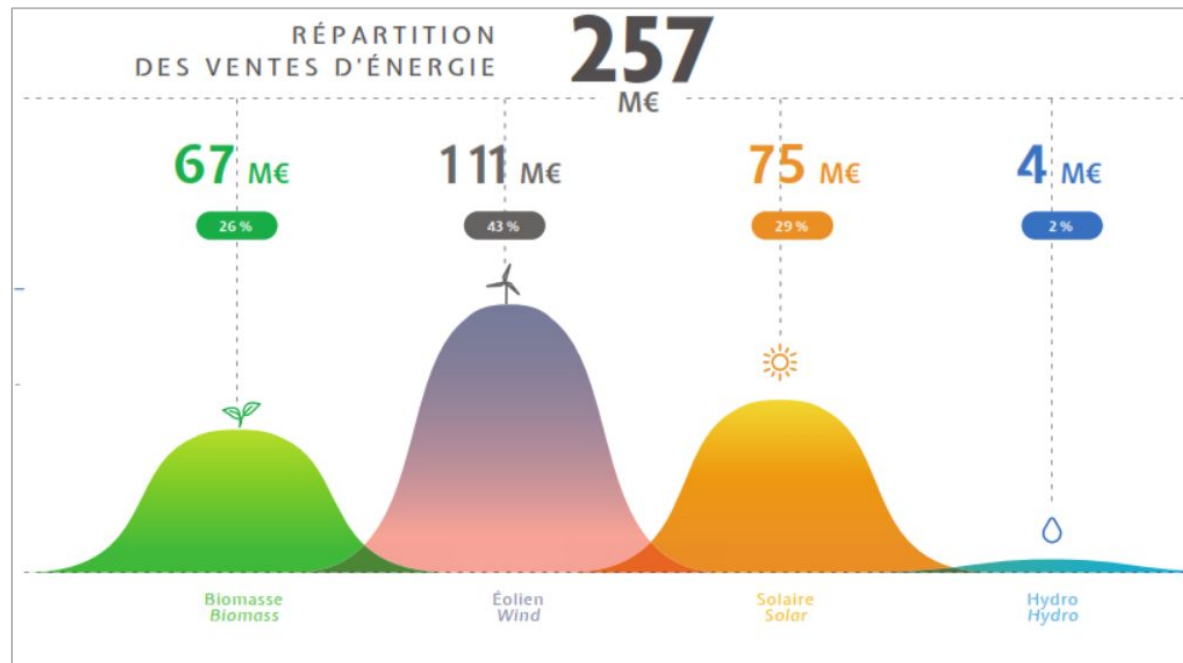 RÉPARTITION
DES VENTES D'ÉNERGIE
257
M€
67 M€
111 M€
75 M€
4 M€
26 %
43 %
29 %
2 %
Biomasse
Biomass
Éolien
Wind
Solaire
Solar
Hydro
Hydro